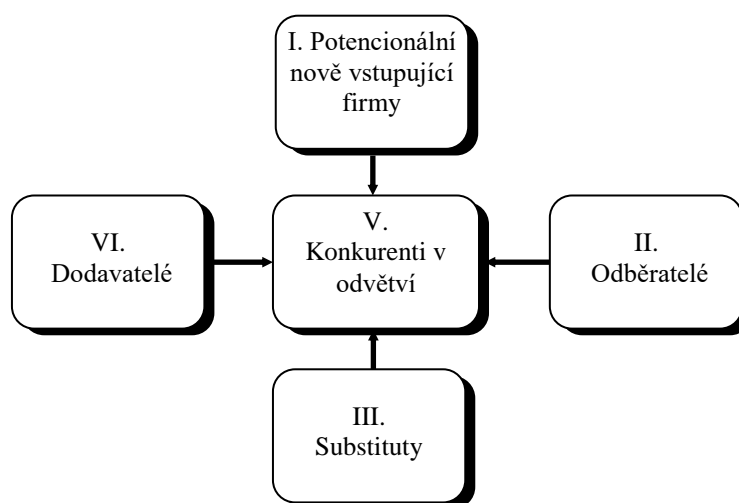 I. Potencionální
nově vstupující
firmy
VI.
Dodavatelé
V.
Konkurenti v
odvětví
II.
Odběratelé
III.
Substituty